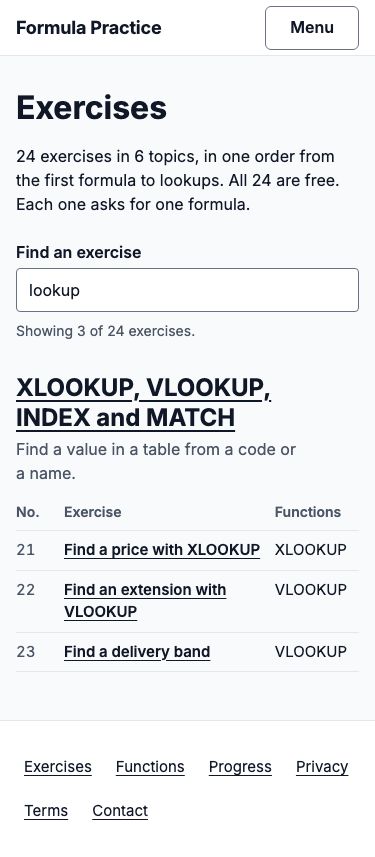 Formula Practice Menu
Exercises
24 exercises in 6 topics, in one order from
the first formula to lookups. All 24 are free.
Each one asks for one formula.
Find an exercise
lookup
Showing 3 of 24 exercises.
XLOOKUP, VLOOKUP,
INDEX and MATCH
Find a value in a table from a code or
a name.
No. Exercise Functions
21 Find a price with XLOOKUP XLOOKUP
22 Find an extension with VLOOKUP
VLOOKUP
23 Find a delivery band VLOOKUP
Exercises Functions Progress Privacy
Terms Contact